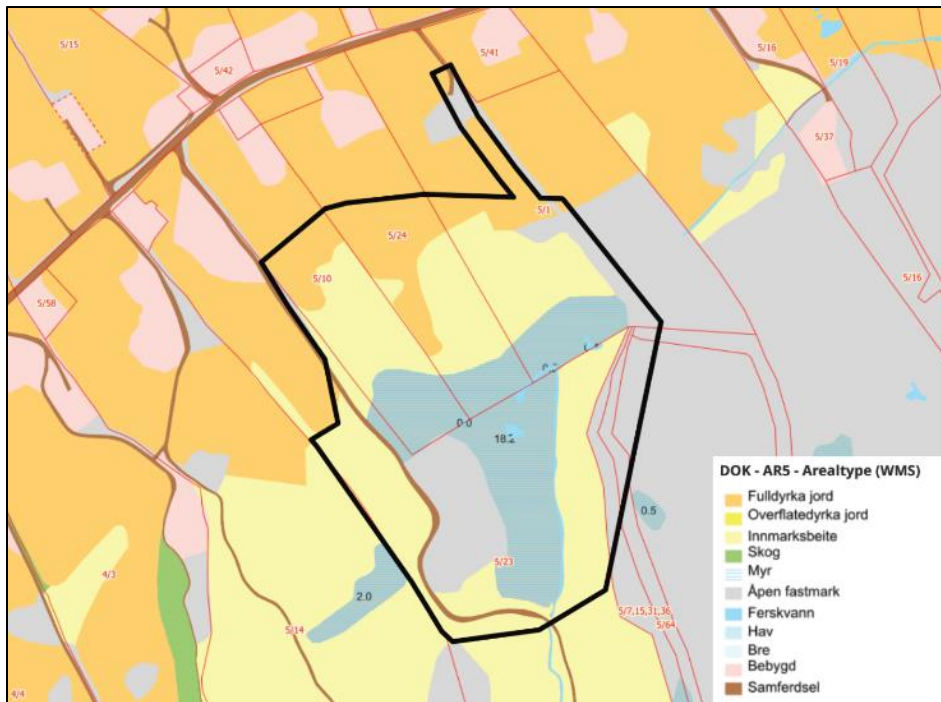 5/15
5/42
5/41
5/16
5/19
5/37
5/1
5/24
5/10
5/16
5/58
0.0
18.2
0.5
2.0
5/23
4/3
5/14
5/7,15,31,36
5/64
4/4
DOK - AR5 - Arealtype (WMS)
Fulldyrka jord
Overflatedyrka jord
Innmarksbeite
Skog
Myr
Åpen fastmark
Ferskvann
Hav
Bre
Bebygd
Samferdsel